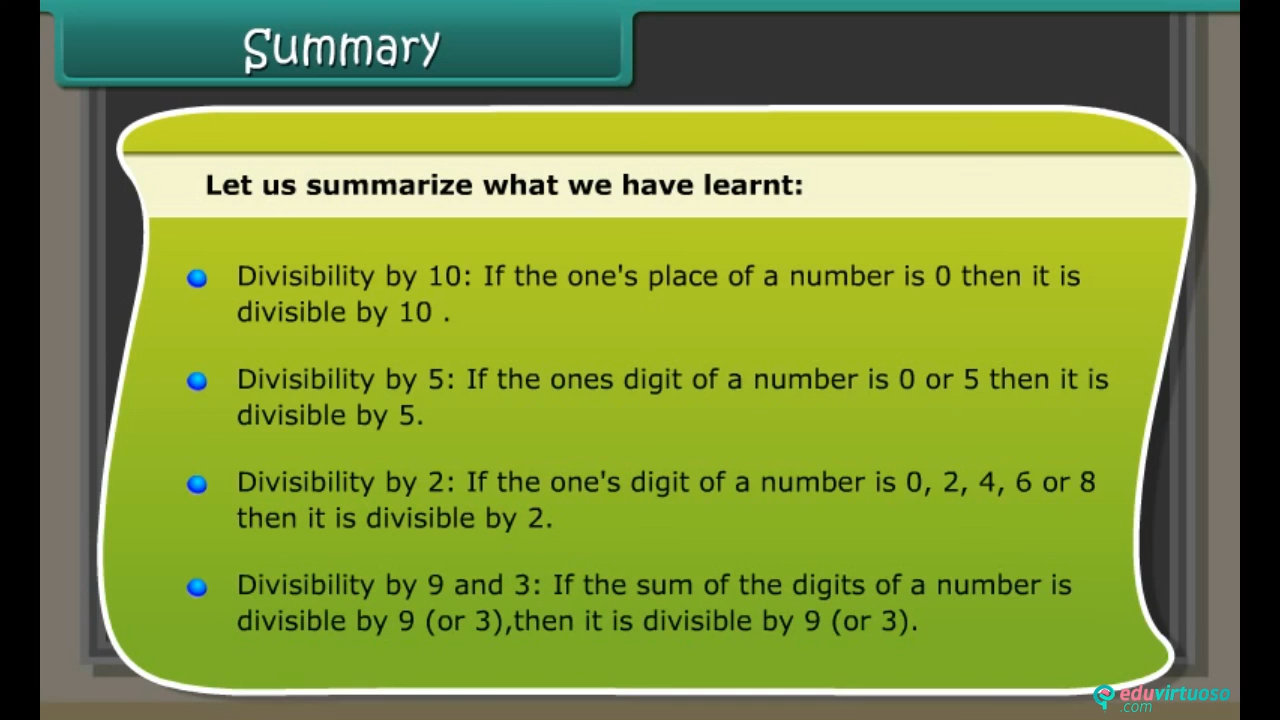 Summary
Let us summarize what we have learnt:
Divisibility by 10: If the one's place of a number is 0 then it is
divisible by 10 .
Divisibility by 5: If the ones digit of a number is 0 or 5 then it is
divisible by 5.
Divisibility by 2: If the one's digit of a number is 0, 2, 4, 6 or 8
then it is divisible by 2.
Divisibility by 9 and 3: If the sum of the digits of a number is
divisible by 9 (or 3),then it is divisible by 9 (or 3).
eduvirtuoso
.com